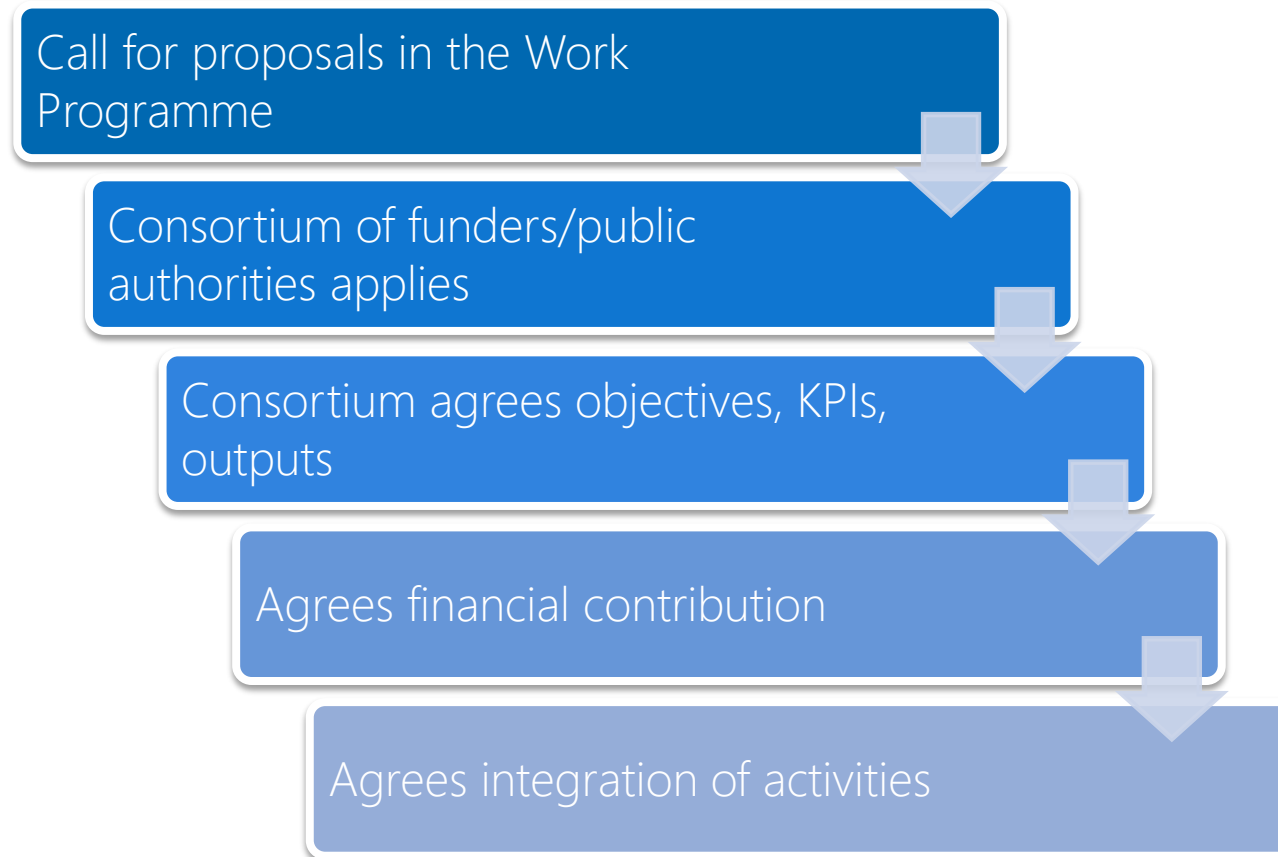 Call for proposals in the Work
Programme
Consortium of funders/public
authorities applies
Consortium agrees objectives, KPIs,
outputs
Agrees financial contribution
Agrees integration of activities